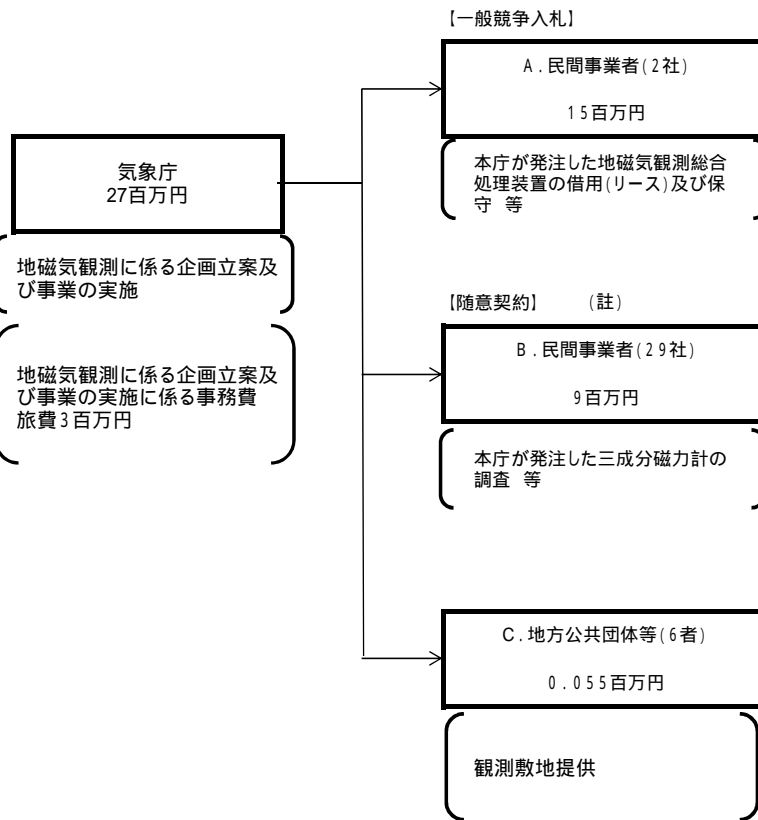 気象庁
27百万円
地磁気観測に係る企画立案及
び事業の実施
地磁気観測に係る企画立案及
び事業の実施に係る事務費
旅費3百万円
【一般競争入札】
A.民間事業者(2社)
15百万円
本庁が発注した地磁気観測総合
処理装置の借用(リース)及び保
守 等
【随意契約】 (註)
B.民間事業者(29社)
9百万円
本庁が発注した三成分磁力計の
調査 等
C.地方公共団体等(6者)
0.055百万円
観測敷地提供